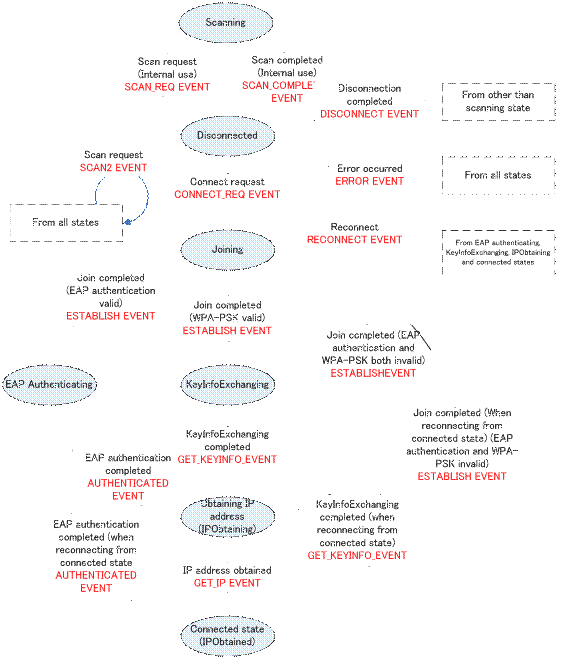 Scanning
Scan request
(Internal use)
SCAN_REQ EVENT
Scan completed
(Internal use)
SCAN_COMPLE
EVENT
Disconnection
completed
DISCONNECT EVENT
From other than
scanning state
Disconnected
Scan request
SCAN2 EVENT
Connect request
CONNECT_REQ EVENT
Error occurred
ERROR EVENT
From all states
From all states
Reconnect
RECONNECT EVENT
From EAP authenticating,
KeyInfoExchanging, IPObtaining
and connected states
Joining
Join completed
(EAP authentication
valid)
ESTABLISH EVENT
Join completed
(WPA-PSK valid)
ESTABLISH EVENT
Join completed (EAP
authentication and
WPA-PSK both invalid)
ESTABLISHEVENT
EAP Authenticating
KeyInfoExchanging
Join completed (When
reconnecting from
connected state) (EAP
authentication and WPA-
PSK invalid)
ESTABLISH EVENT
KeyInfoExchanging
completed
GET_KEYINFO_EVENT
EAP authentication
completed
AUTHENTICATED
EVENT
Obtaining IP
address
(IPObtaining)
KeyInfoExchanging
completed (when
reconnecting from
connected state)
GET_KEYINFO_EVENT
EAP authentication
completed (when
reconnecting from
connected state
AUTHENTICATED
EVENT
IP address obtained
GET_IP EVENT
Connected state
(IPObtained)